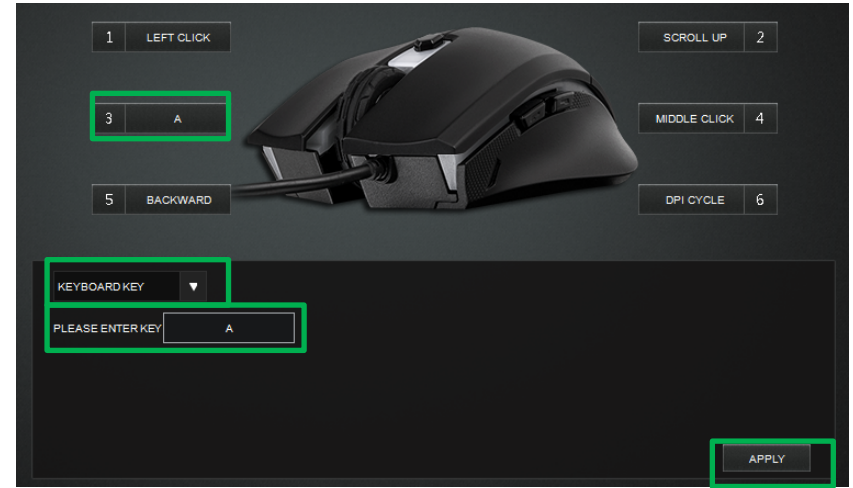 1 LEFT CLICK
SCROLL UP 2
3 A
MIDDLE CLICK 4
5 BACKWARD
DPI CYCLE 6
KEYBOARD KEY
PLEASE ENTER KEY A
APPLY